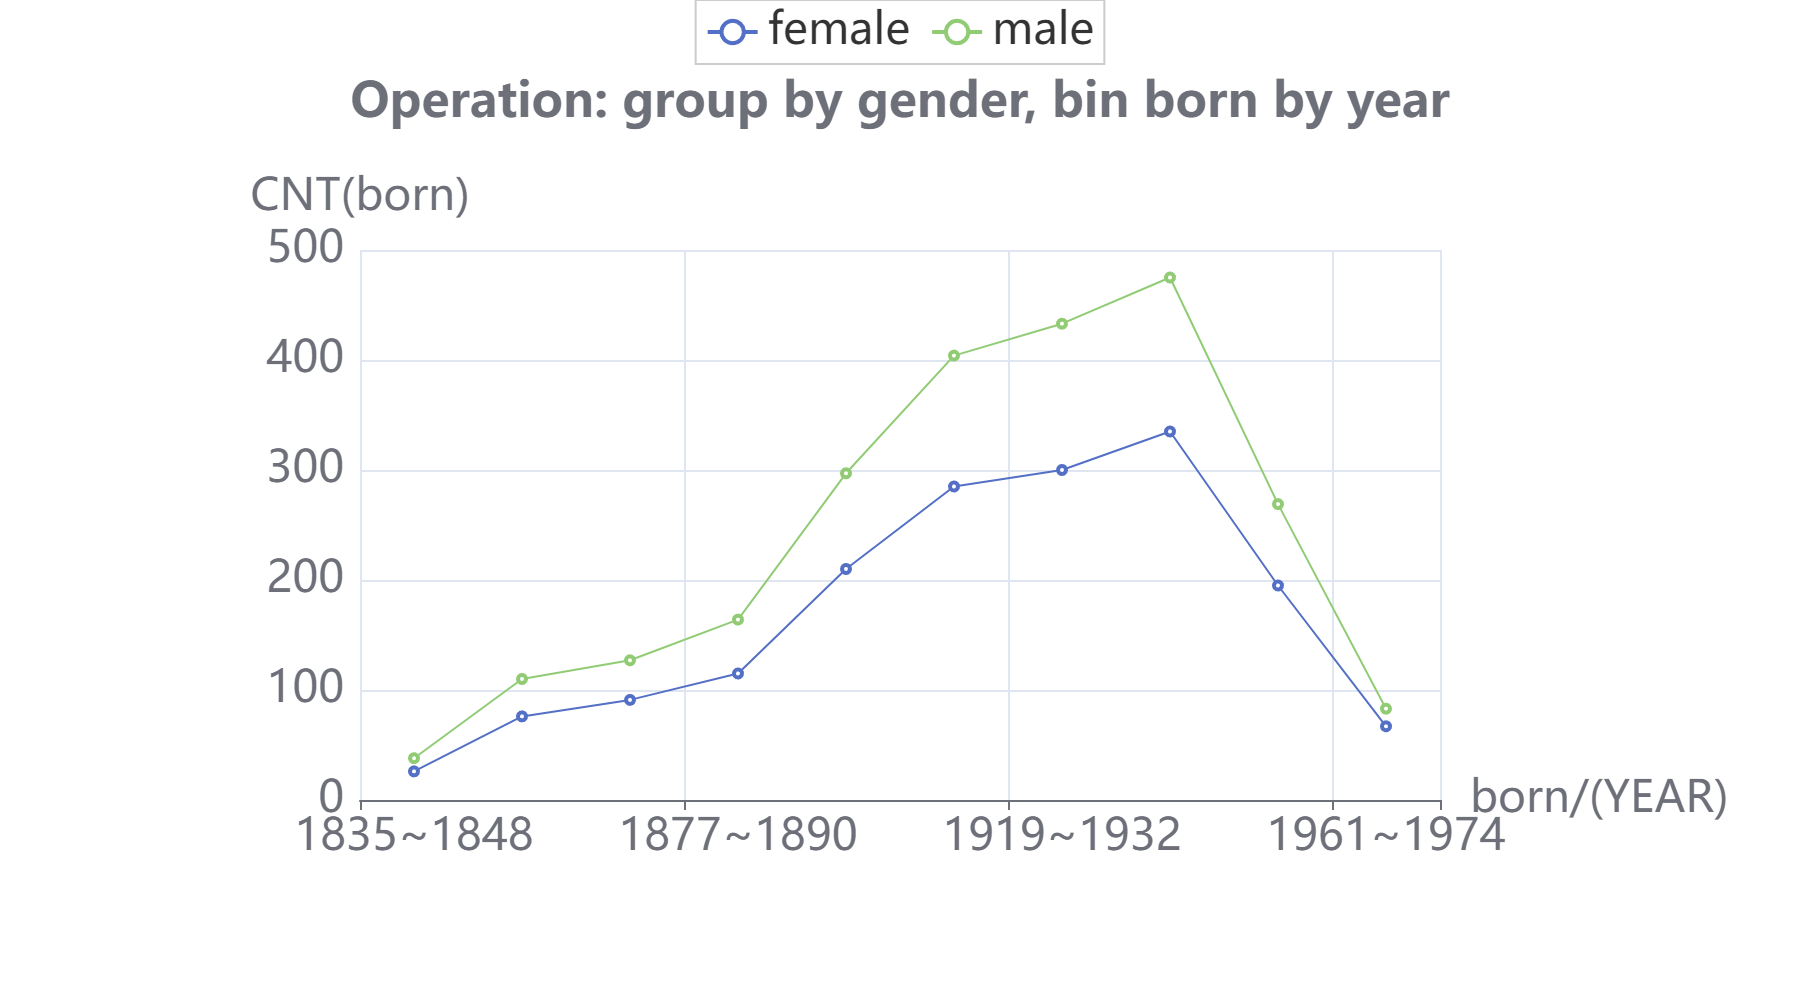 female male
Operation: group by gender, bin born by year
CNT(born)
500
400
300
200
100
0
born/(YEAR)
1835~1848 1877~1890 1919~1932 1961~1974